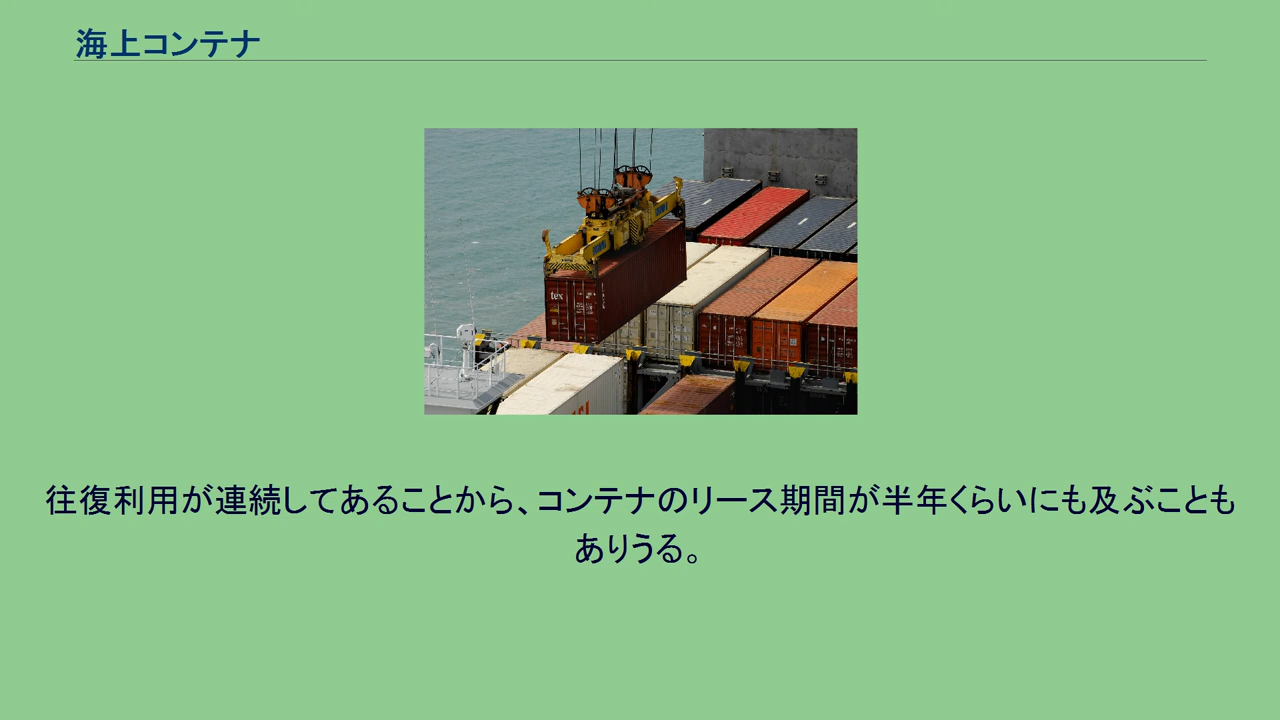 海上コンテナ
tex
往復利用が連続してあることから、コンテナのリース期間が半年くらいにも及ぶことも
ありうる。